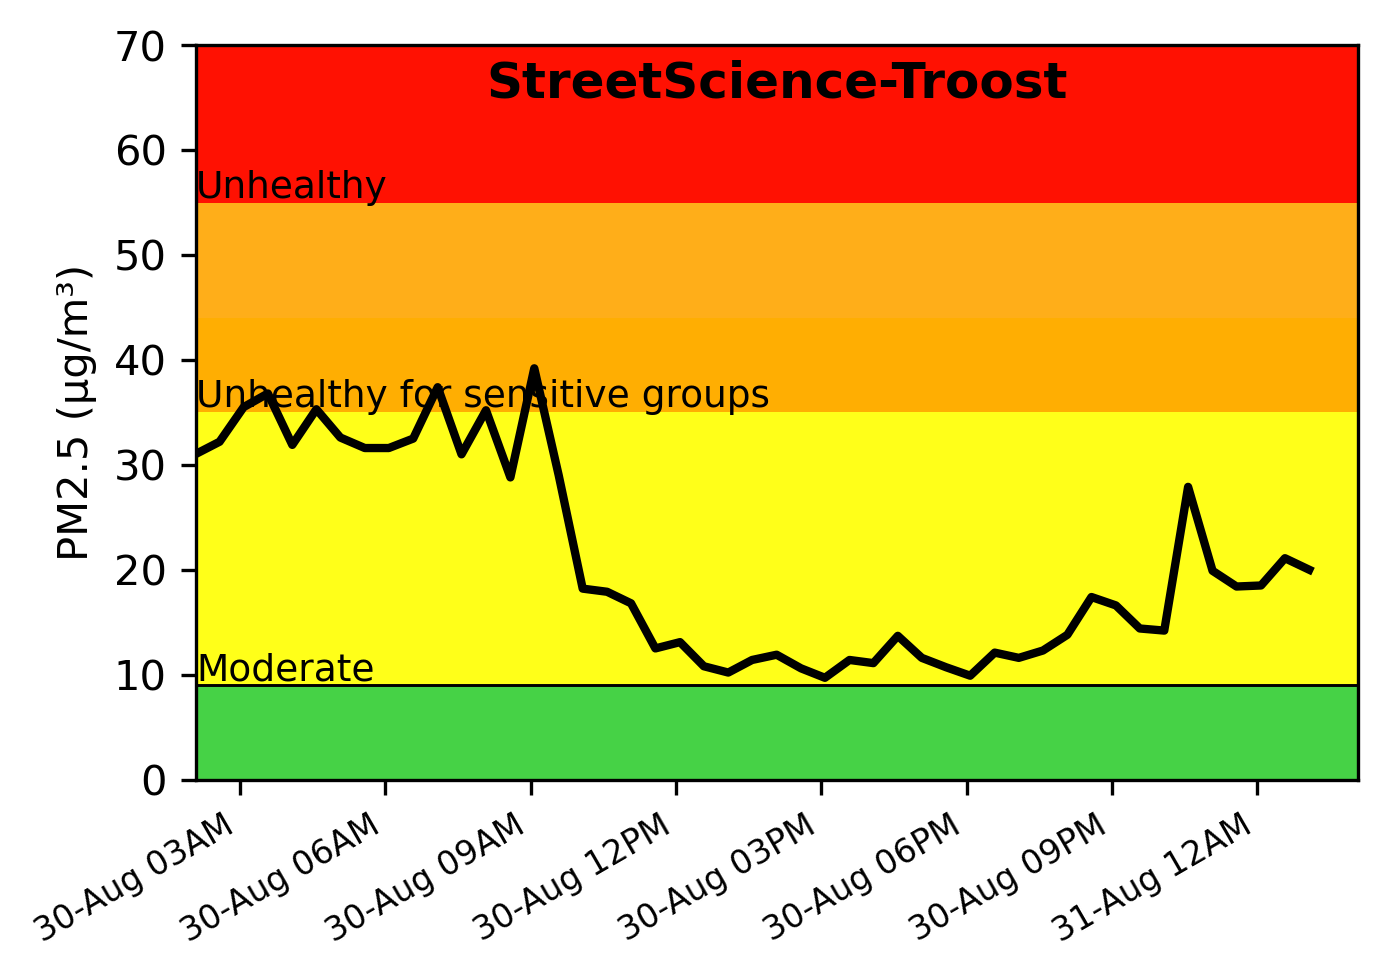 StreetScience-Troost
70
60
50
40
30
20
10
0
PM2.5 (μg/m³)
Unhealthy
Unhealthy for sensitive groups
Moderate
30-Aug 03AM
30-Aug 06AM
30-Aug 09AM
30-Aug 12PM
30-Aug 03PM
30-Aug 06PM
30-Aug 09PM
31-Aug 12AM